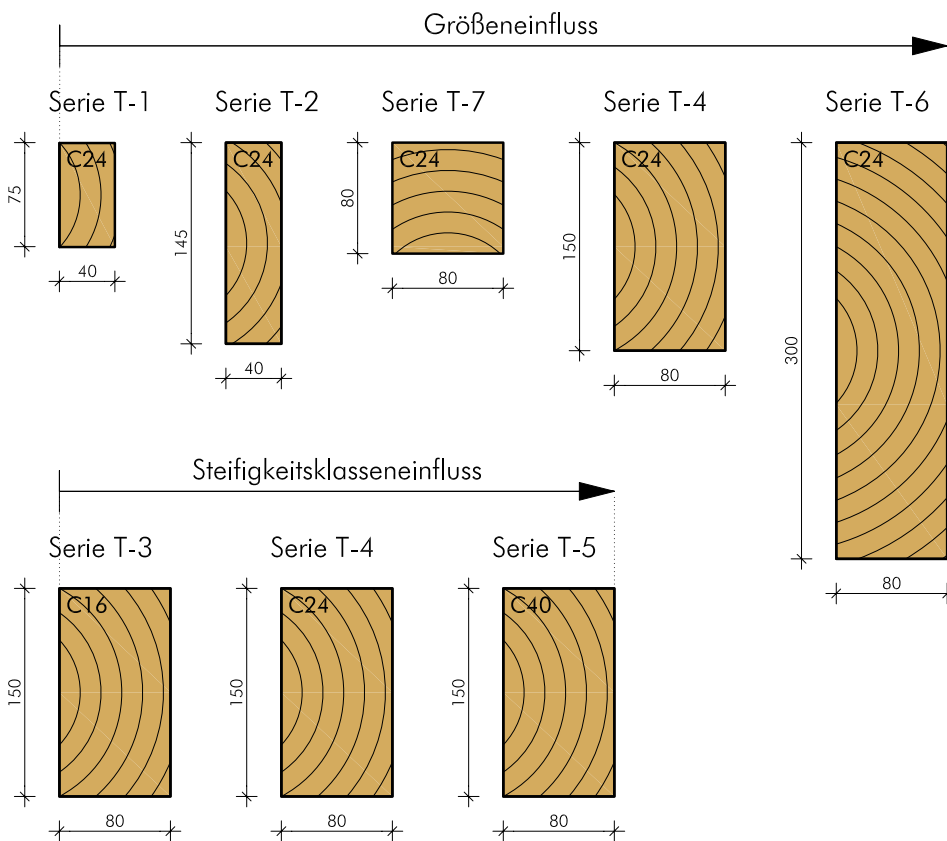 Größeneinfluss
Serie T-1
Serie T-2
Serie T-7
Serie T-4
Serie T-6
C24
C24
C24
C24
C24
75
145
80
150
300
40
40
80
80
80
Steifigkeitsklasseneinfluss
Serie T-3
Serie T-4
Serie T-5
C16
C24
C40
150
150
150
80
80
80